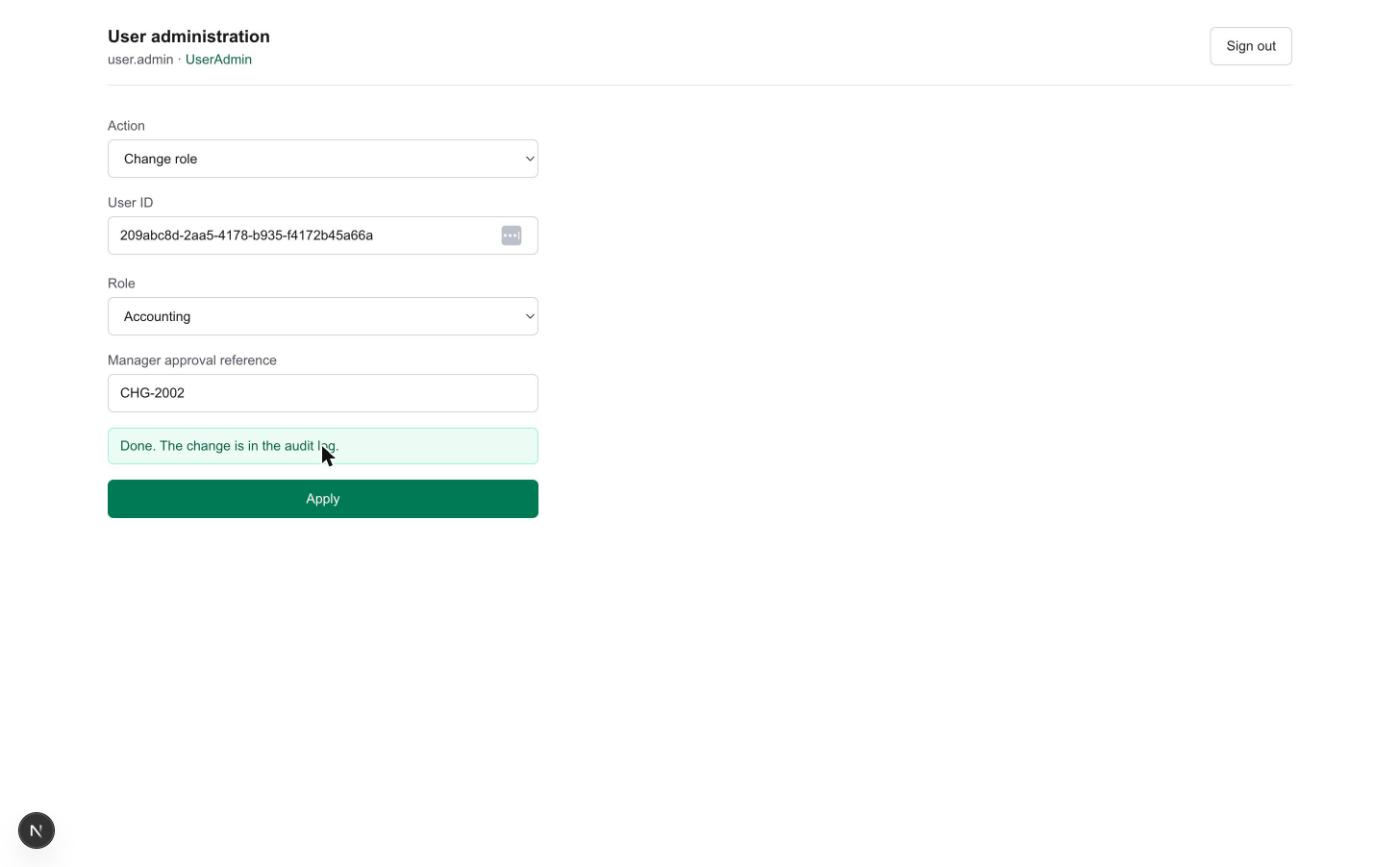 User administration
user.admin · UserAdmin
Sign out
Action
Change role
User ID
209abc8d-2aa5-4178-b935-f4172b45a66a
Role
Accounting
Manager approval reference
CHG-2002
Done. The change is in the audit log.
Apply
N